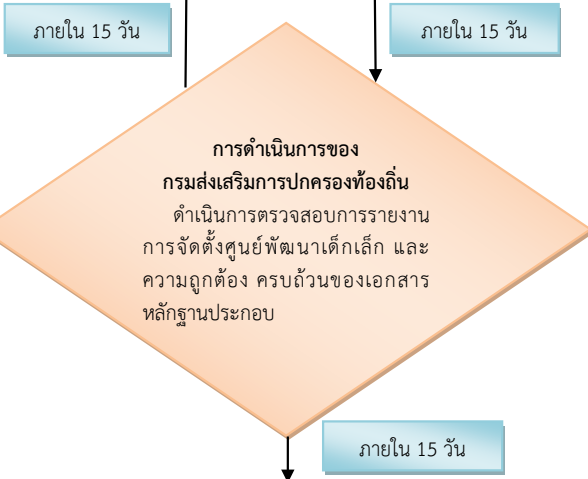 ภายใน 15 วัน
ภายใน 15 วัน
การดำเนินการของ
กรมส่งเสริมการปกครองท้องถิ่น
ดำเนินการตรวจสอบการรายงาน
การจัดตั้งศูนย์พัฒนาเด็กเล็ก และ
ความถูกต้อง ครบถ้วนของเอกสาร
หลักฐานประกอบ
ภายใน 15 วัน